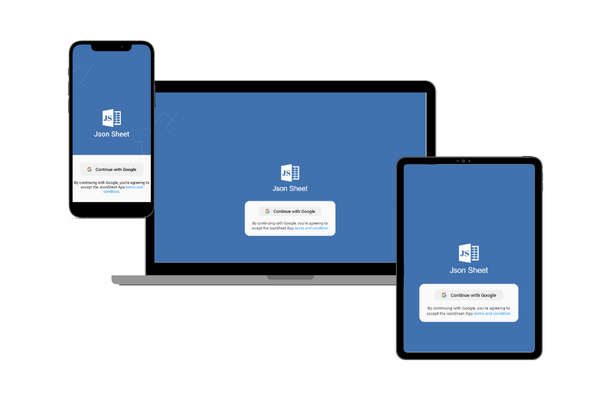 JS
Json Sheet
Continue with Google
By continuing with Google, you're agreeing to
accept the JsonSheet App terms and
condition.
JS
Json Sheet
Continue with Google
By continuing with Google, you're agreeing to
accept the JsonSheet App terms and condition.
JS
Json Sheet
Continue with Google
By continuing with Google, you're agreeing to
accept the JsonSheet App terms and condition.